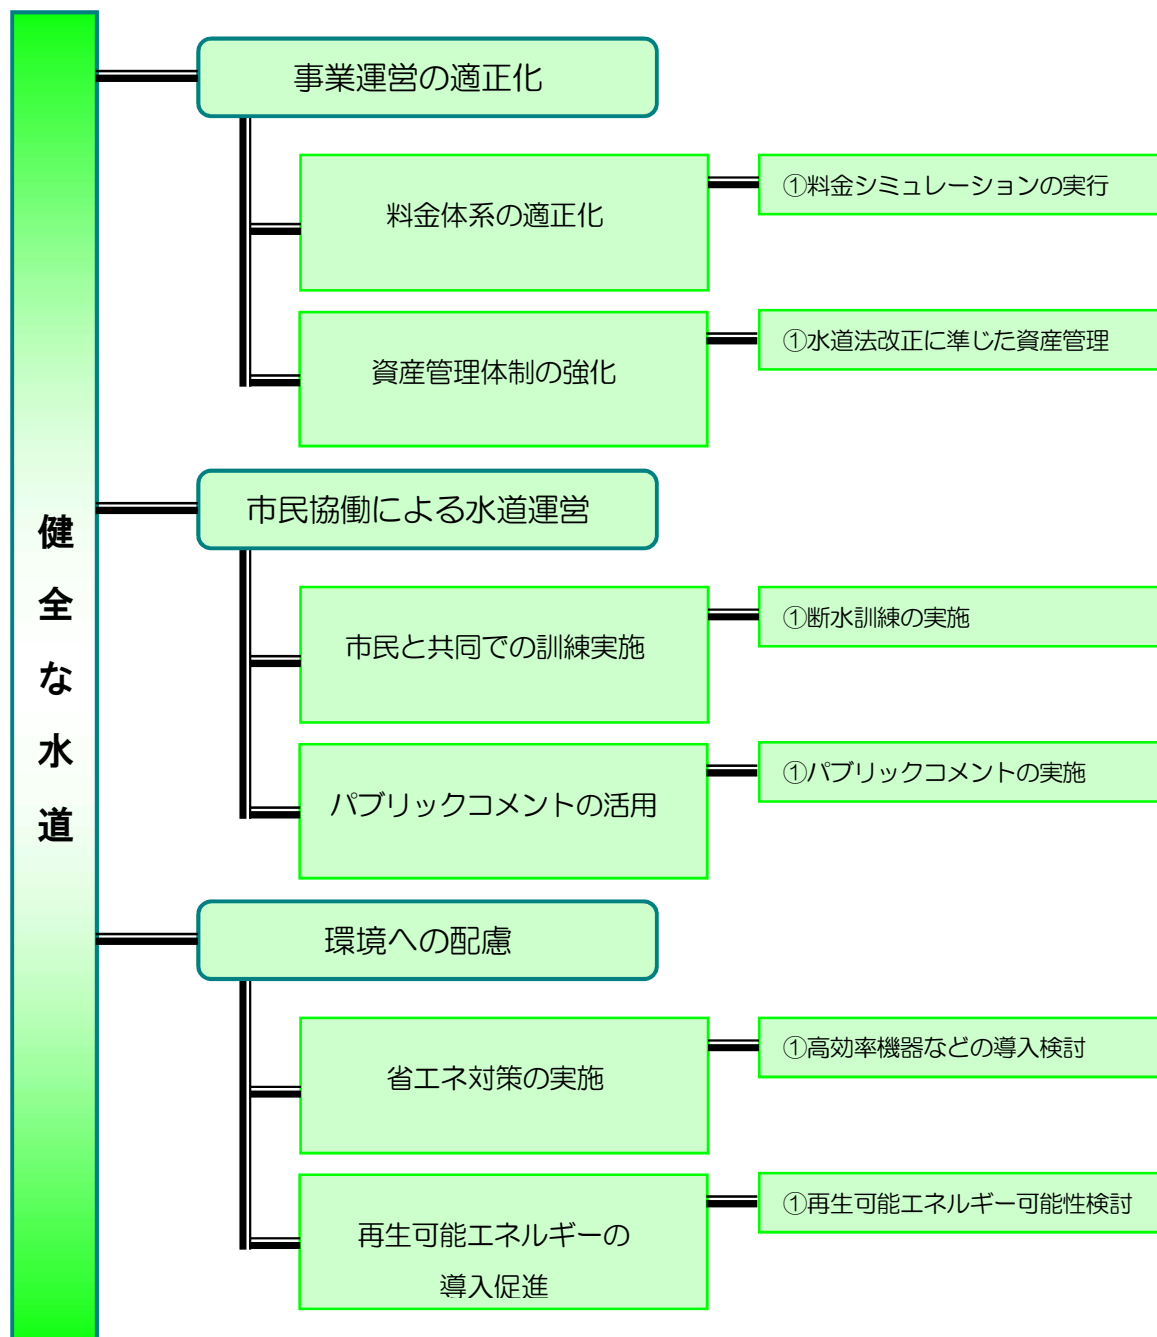 健全な水道
事業運営の適正化
料金体系の適正化
①料金シミュレーションの実行
資産管理体制の強化
①水道法改正に準じた資産管理
市民協働による水道運営
市民と共同での訓練実施
①断水訓練の実施
パブリックコメントの活用
①パブリックコメントの実施
環境への配慮
省エネ対策の実施
①高効率機器などの導入検討
再生可能エネルギーの
導入促進
①再生可能エネルギー可能性検討